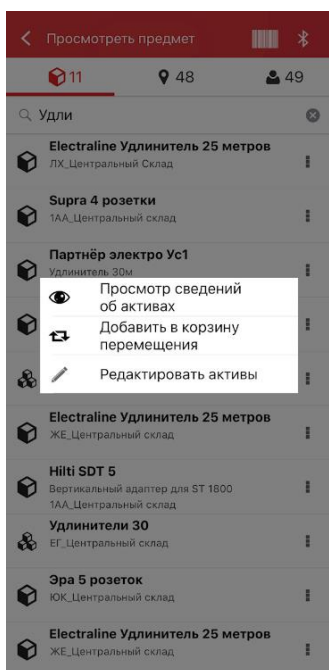 Просмотреть предмет
11 48 49
Удли
Electraline Удлинитель 25 метров
ЛХ_Центральный Склад
Supra 4 розетки
1АА_Центральный склад
Партнёр электро Ус1
Удлинитель 30м
Просмотр сведений
об активах
Добавить в корзину
перемещения
Редактировать активы
Electraline Удлинитель 25 метров
ЖЕ_Центральный склад
Hilti SDT 5
Вертикальный адаптер для ST 1800
1АА_Центральный склад
Удлинители 30
ЕГ_Центральный склад
Эра 5 розеток
ЮК_Центральный склад
Electraline Удлинитель 25 метров
ЖЕ_Центральный склад